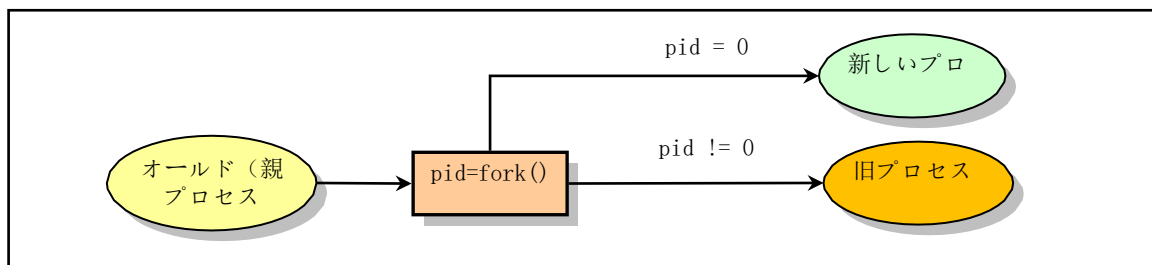 pid = 0
新しいプロ
オールド（親
プロセス
pid=fork()
pid != 0
旧プロセス